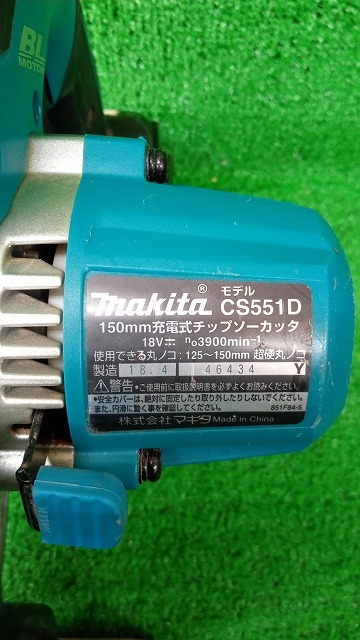 BL
MOTOR
makita® モデル CS551D
150mm充電式チップソーカッタ
18V⎓ n₀3900min⁻¹
使用できる丸ノコ：125～150mm 超硬丸ノコ
製造 18.4 46434 Y
⚠警告 •ご使用前に取扱説明書を必ずよくお読みください。
•安全カバーは、絶対に固定したり取り外したりしないでください。
また、円滑に動く事を確認してください。 851F84-5
株式会社 マキタ Made in China